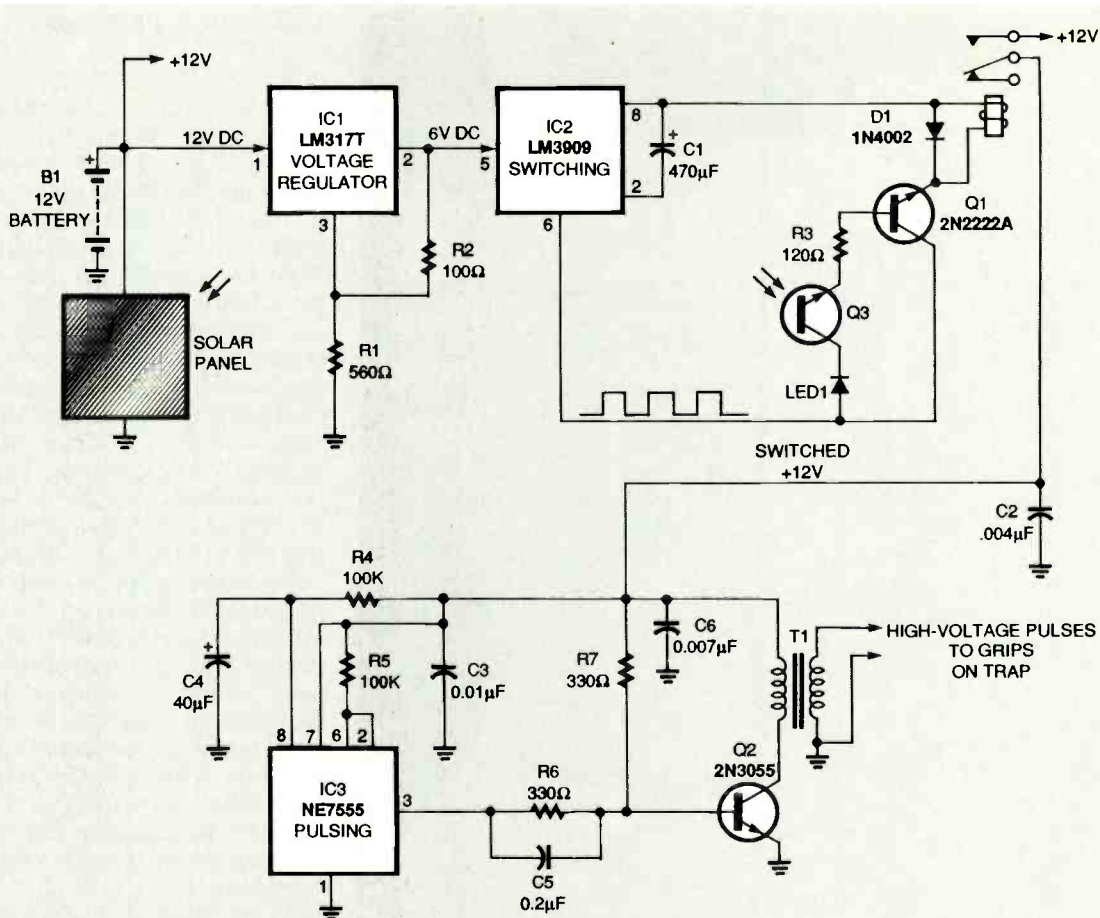 +12V
+12V
12V DC
IC1
LM317T
VOLTAGE
REGULATOR
1
2
3
6V DC
IC2
LM3909
SWITCHING
5
8
2
6
C1
470µF
+
D1
1N4002
Q1
2N2222A
B1
12V
BATTERY
+
R2
100Ω
R3
120Ω
Q3
SOLAR
PANEL
R1
560Ω
LED1
SWITCHED
+12V
C2
.004µF
R4
100K
R5
100K
C3
0.01µF
C6
0.007µF
R7
330Ω
T1
HIGH-VOLTAGE PULSES
TO GRIPS
ON TRAP
+
C4
40µF
8
7
6
2
IC3
NE7555
PULSING
3
1
R6
330Ω
C5
0.2µF
Q2
2N3055